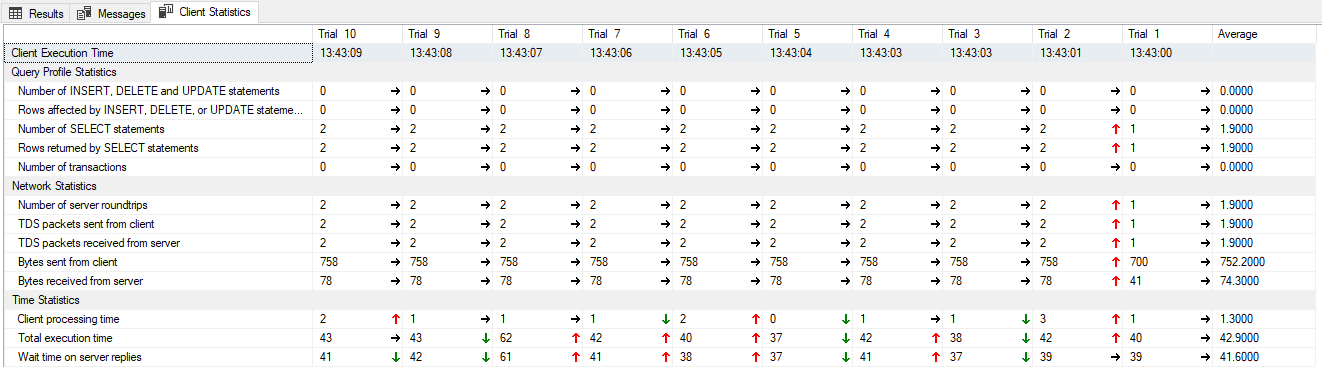 Results Messages Client Statistics
Trial 10 Trial 9 Trial 8 Trial 7 Trial 6 Trial 5 Trial 4 Trial 3 Trial 2 Trial 1 Average
Client Execution Time 13:43:09 13:43:08 13:43:07 13:43:06 13:43:05 13:43:04 13:43:03 13:43:03 13:43:01 13:43:00
Query Profile Statistics
Number of INSERT, DELETE and UPDATE statements 0 → 0 → 0 → 0 → 0 → 0 → 0 → 0 → 0 → 0 → 0.0000
Rows affected by INSERT, DELETE, or UPDATE stateme... 0 → 0 → 0 → 0 → 0 → 0 → 0 → 0 → 0 → 0 → 0.0000
Number of SELECT statements 2 → 2 → 2 → 2 → 2 → 2 → 2 → 2 → 2 ↑ 1 → 1.9000
Rows returned by SELECT statements 2 → 2 → 2 → 2 → 2 → 2 → 2 → 2 → 2 ↑ 1 → 1.9000
Number of transactions 0 → 0 → 0 → 0 → 0 → 0 → 0 → 0 → 0 → 0 → 0.0000
Network Statistics
Number of server roundtrips 2 → 2 → 2 → 2 → 2 → 2 → 2 → 2 → 2 ↑ 1 → 1.9000
TDS packets sent from client 2 → 2 → 2 → 2 → 2 → 2 → 2 → 2 → 2 ↑ 1 → 1.9000
TDS packets received from server 2 → 2 → 2 → 2 → 2 → 2 → 2 → 2 → 2 ↑ 1 → 1.9000
Bytes sent from client 758 → 758 → 758 → 758 → 758 → 758 → 758 → 758 → 758 ↑ 700 → 752.2000
Bytes received from server 78 → 78 → 78 → 78 → 78 → 78 → 78 → 78 → 78 ↑ 41 → 74.3000
Time Statistics
Client processing time 2 ↑ 1 → 1 → 1 ↓ 2 ↑ 0 ↓ 1 → 1 ↓ 3 ↑ 1 → 1.3000
Total execution time 43 → 43 ↓ 62 ↑ 42 ↑ 40 ↑ 37 ↓ 42 ↑ 38 ↓ 42 ↑ 40 → 42.9000
Wait time on server replies 41 ↓ 42 ↓ 61 ↑ 41 ↑ 38 ↑ 37 ↓ 41 ↑ 37 ↓ 39 → 39 → 41.6000